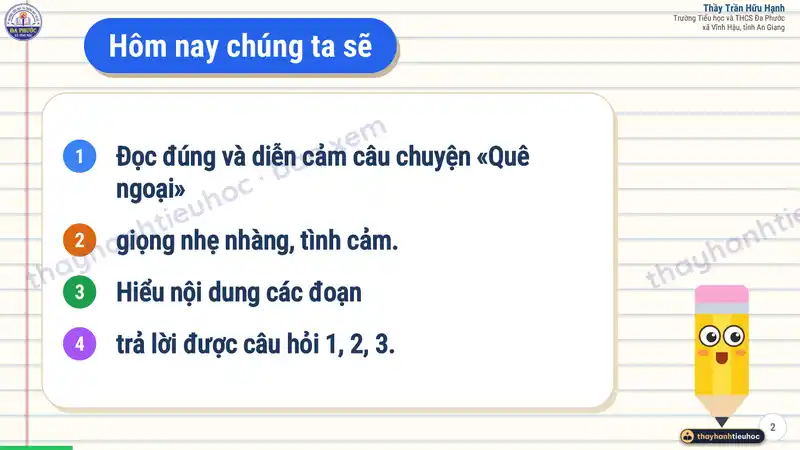 Thầy Trần Hữu Hạnh
Trường Tiểu học và THCS Đa Phước
xã Vĩnh Hậu, tỉnh An Giang
ĐA PHƯỚC
Hôm nay chúng ta sẽ
1 Đọc đúng và diễn cảm câu chuyện «Quê
ngoại»
2 giọng nhẹ nhàng, tình cảm.
3 Hiểu nội dung các đoạn
4 trả lời được câu hỏi 1, 2, 3.
thayhanhtieuhoc
2